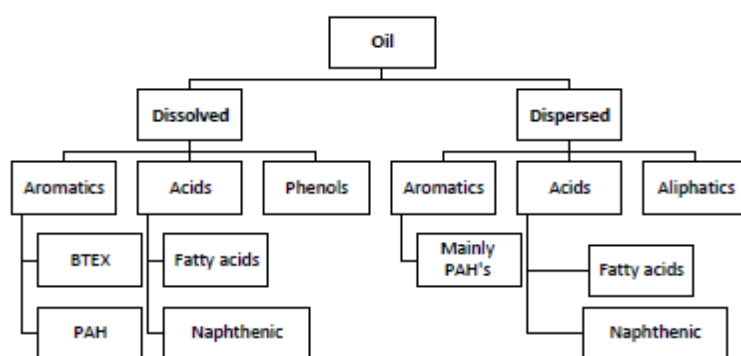 Oil
Dissolved
Dispersed
Aromatics
Acids
Phenols
Aromatics
Acids
Aliphatics
BTEX
Fatty acids
Mainly
PAH's
Fatty acids
PAH
Naphthenic
Naphthenic